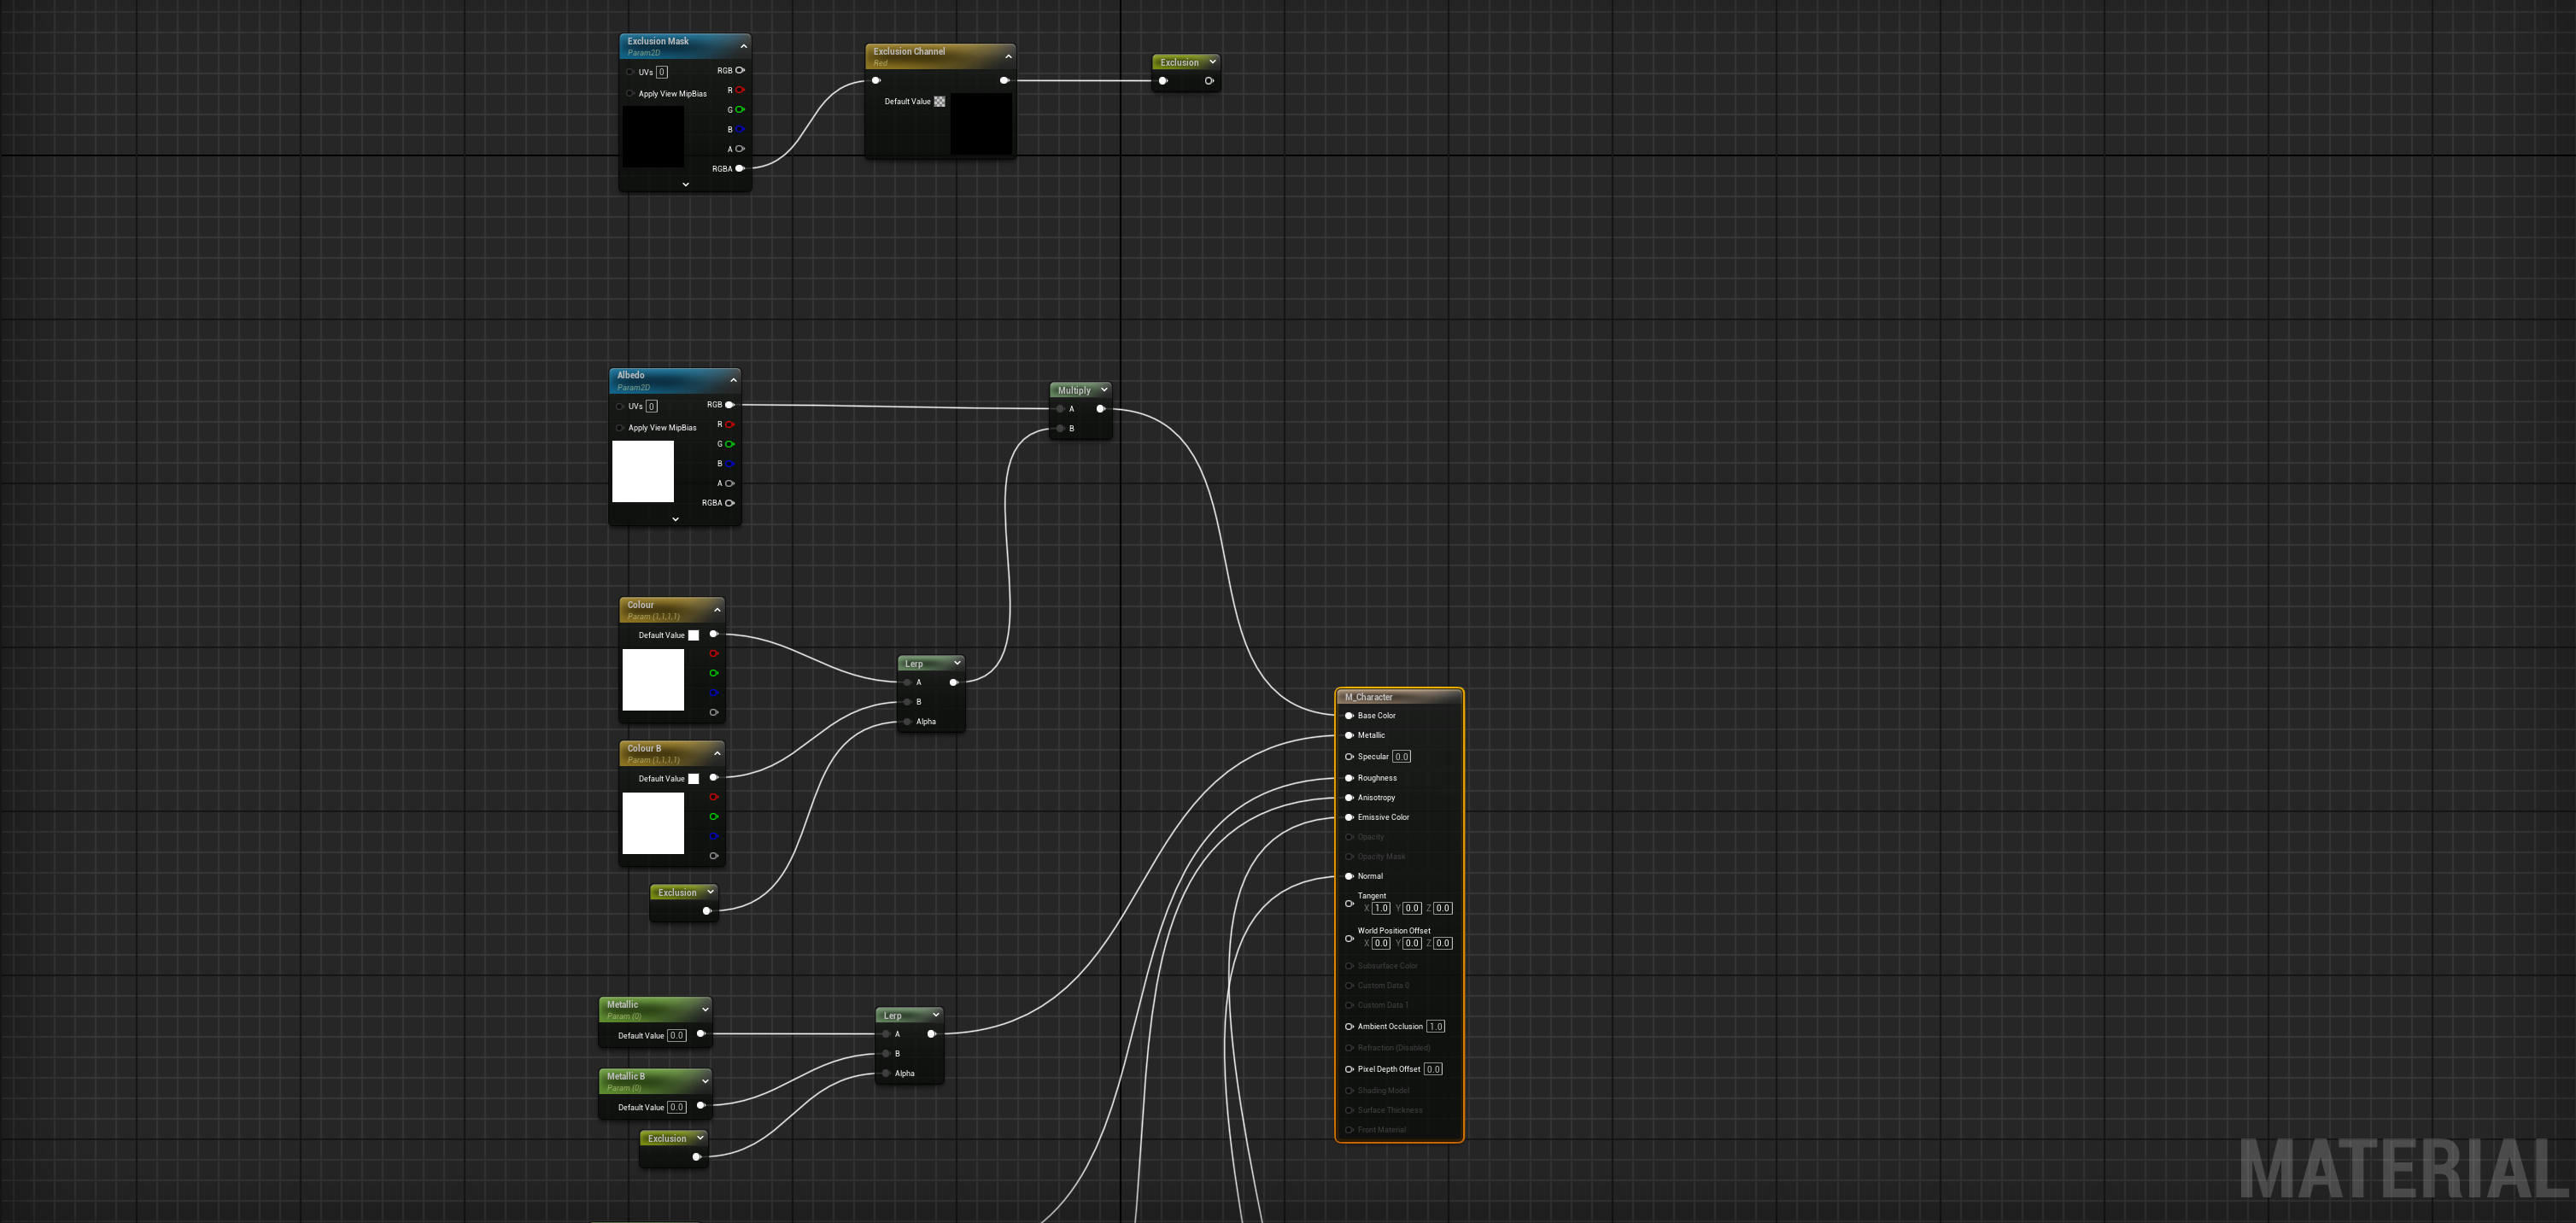 Exclusion Mask
Param2D
UVs 0
Apply View MipBias
RGB
R
G
B
A
RGBA
Exclusion Channel
Red
Default Value
Exclusion
Albedo
Param2D
UVs 0
Apply View MipBias
RGB
R
G
B
A
RGBA
Multiply
A
B
Colour
Param (1,1,1,1)
Default Value
Colour B
Param (1,1,1,1)
Default Value
Exclusion
Lerp
A
B
Alpha
Metallic
Param (0)
Default Value 0.0
Metallic B
Param (0)
Default Value 0.0
Exclusion
Lerp
A
B
Alpha
M_Character
Base Color
Metallic
Specular 0.0
Roughness
Anisotropy
Emissive Color
Opacity
Opacity Mask
Normal
Tangent
X 1.0 Y 0.0 Z 0.0
World Position Offset
X 0.0 Y 0.0 Z 0.0
Subsurface Color
Custom Data 0
Custom Data 1
Ambient Occlusion 1.0
Refraction (Disabled)
Pixel Depth Offset 0.0
Shading Model
Surface Thickness
Front Material
MATERIAL